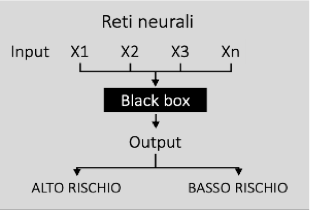 Reti neurali
Input X1 X2 X3 Xn
Black box
Output
ALTO RISCHIO BASSO RISCHIO